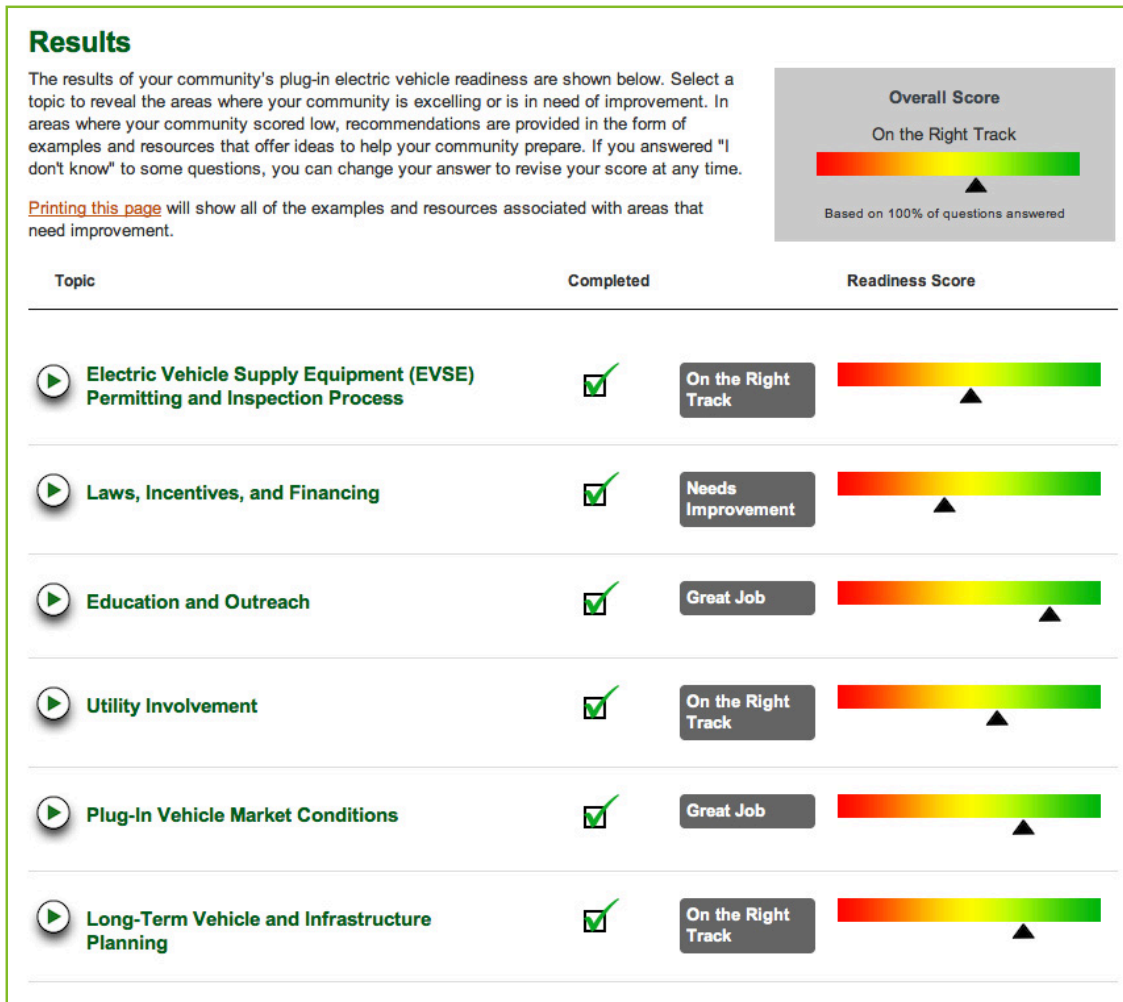 Results
The results of your community's plug-in electric vehicle readiness are shown below. Select a
topic to reveal the areas where your community is excelling or is in need of improvement. In
areas where your community scored low, recommendations are provided in the form of
examples and resources that offer ideas to help your community prepare. If you answered "I
don't know" to some questions, you can change your answer to revise your score at any time.
Printing this page will show all of the examples and resources associated with areas that
need improvement.
Overall Score
On the Right Track
Based on 100% of questions answered
Topic Completed Readiness Score
Electric Vehicle Supply Equipment (EVSE)
Permitting and Inspection Process
On the Right
Track
Laws, Incentives, and Financing
Needs
Improvement
Education and Outreach
Great Job
Utility Involvement
On the Right
Track
Plug-In Vehicle Market Conditions
Great Job
Long-Term Vehicle and Infrastructure
Planning
On the Right
Track